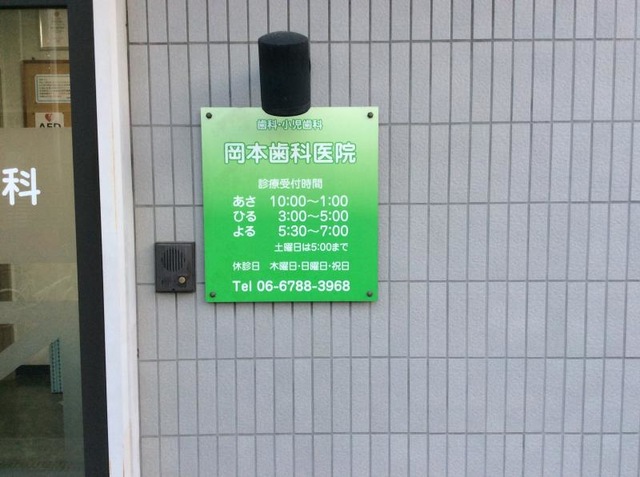 歯科・小児歯科
岡本歯科医院
診療受付時間
あさ 10:00〜1:00
ひる 3:00〜5:00
よる 5:30〜7:00
土曜日は5:00まで
休診日 木曜日・日曜日・祝日
Tel 06-6788-3968
科
AED